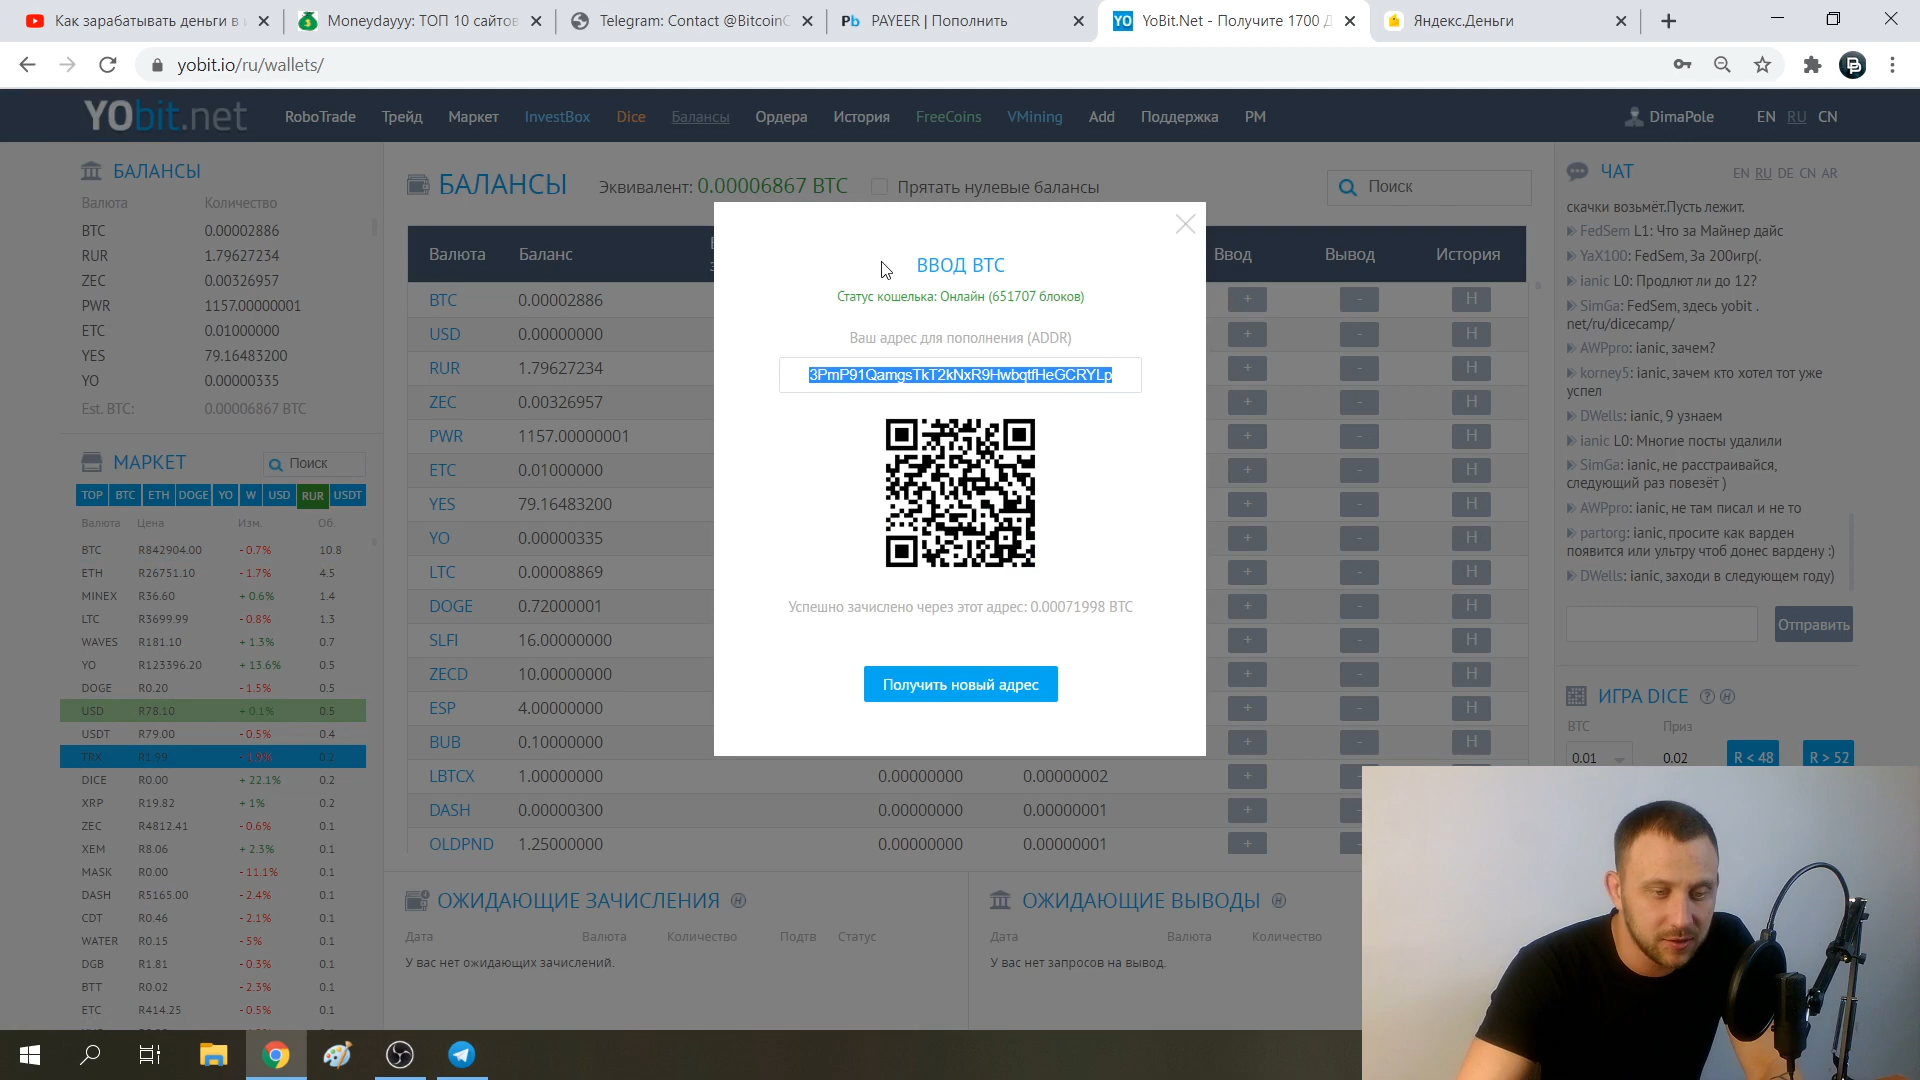 Как зарабатывать деньги в и
Moneydayyy: ТОП 10 сайтов
Telegram: Contact @BitcoinC
Pb PAYEER | Пополнить
YO YoBit.Net - Получите 1700 Д
Яндекс.Деньги
yobit.io/ru/wallets/
YObit.net
RoboTrade Трейд Маркет InvestBox Dice Балансы Ордера История FreeCoins VMining Add Поддержка PM
DimaPole
EN RU CN
БАЛАНСЫ
Валюта Количество
BTC 0.00002886
RUR 1.79627234
ZEC 0.00326957
PWR 1157.00000001
ETC 0.01000000
YES 79.16483200
YO 0.00000335
Est. BTC: 0.00006867 BTC
МАРКЕТ
Поиск
TOP BTC ETH DOGE YO W USD RUR USDT
Валюта Цена Изм. Об.
BTC R842904.00 - 0.7% 10.8
ETH R26751.10 - 1.7% 4.5
MINEX R36.60 + 0.6% 1.4
LTC R3699.99 - 0.8% 1.3
WAVES R181.10 + 1.3% 0.7
YO R123396.20 + 13.6% 0.5
DOGE R0.20 - 1.5% 0.5
USD R78.10 + 0.1% 0.5
USDT R79.00 - 0.5% 0.4
TRX R1.99 - 1.9% 0.2
DICE R0.00 + 22.1% 0.2
XRP R19.82 + 1% 0.2
ZEC R4812.41 - 0.6% 0.1
XEM R8.06 + 2.3% 0.1
MASK R0.00 - 11.1% 0.1
DASH R5165.00 - 2.4% 0.1
CDT R0.46 - 2.1% 0.1
WATER R0.15 - 5% 0.1
DGB R1.81 - 0.3% 0.1
BTT R0.02 - 2.3% 0.1
ETC R414.25 - 0.5% 0.1
БАЛАНСЫ
Эквивалент: 0.00006867 BTC
Прятать нулевые балансы
Поиск
Валюта Баланс Ввод Вывод История
BTC 0.00002886 + - H
USD 0.00000000 + - H
RUR 1.79627234 + - H
ZEC 0.00326957 + - H
PWR 1157.00000001 + - H
ETC 0.01000000 + - H
YES 79.16483200 + - H
YO 0.00000335 + - H
LTC 0.00008869 + - H
DOGE 0.72000001 + - H
SLFI 16.00000000 + - H
ZECD 10.00000000 + - H
ESP 4.00000000 + - H
BUB 0.10000000 + - H
LBTCX 1.00000000 0.00000000 0.00000002 + -
DASH 0.00000300 0.00000000 0.00000001 + -
OLDPND 1.25000000 0.00000000 0.00000001 + -
ВВОД BTC
Статус кошелька: Онлайн (651707 блоков)
Ваш адрес для пополнения (ADDR)
3PmP91QamgsTkT2kNxR9HwbqtfHeGCRYLp
Успешно зачислено через этот адрес: 0.00071998 BTC
Получить новый адрес
ОЖИДАЮЩИЕ ЗАЧИСЛЕНИЯ H
Дата Валюта Количество Подтв Статус
У вас нет ожидающих зачислений.
ОЖИДАЮЩИЕ ВЫВОДЫ H
Дата Валюта Количество
У вас нет запросов на вывод.
ЧАТ
EN RU DE CN AR
скачки возьмёт.Пусть лежит.
FedSem L1: Что за Майнер дайс
YaX100: FedSem, За 200игр(.
ianic L0: Продлют ли до 12?
SimGa: FedSem, здесь yobit .
net/ru/dicecamp/
AWPpro: ianic, зачем?
korney5: ianic, зачем кто хотел тот уже
успел
DWells: ianic, 9 узнаем
ianic L0: Многие посты удалили
SimGa: ianic, не расстраивайся,
следующий раз повезёт )
AWPpro: ianic, не там писал и не то
partorg: ianic, просите как варден
появится или ультру чтоб донес вардену :)
DWells: ianic, заходи в следующем году)
Отправить
ИГРА DICE ? H
BTC Приз
0.01 0.02 R < 48 R > 52